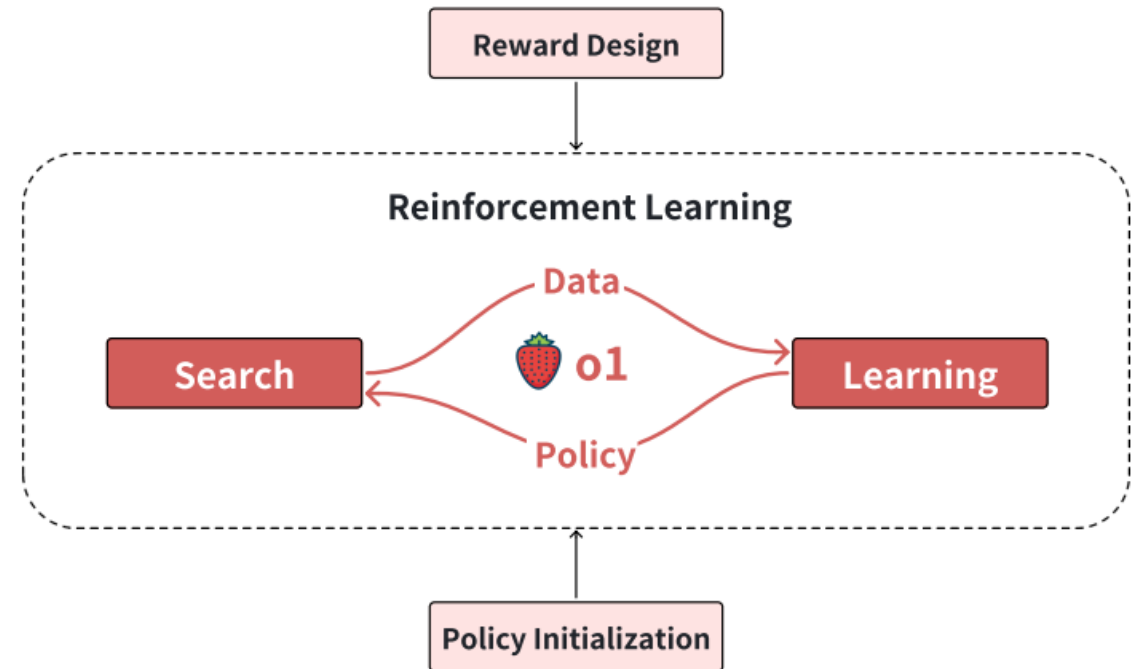 Reward Design
Reinforcement Learning
Data
Search
o1
Learning
Policy
Policy Initialization